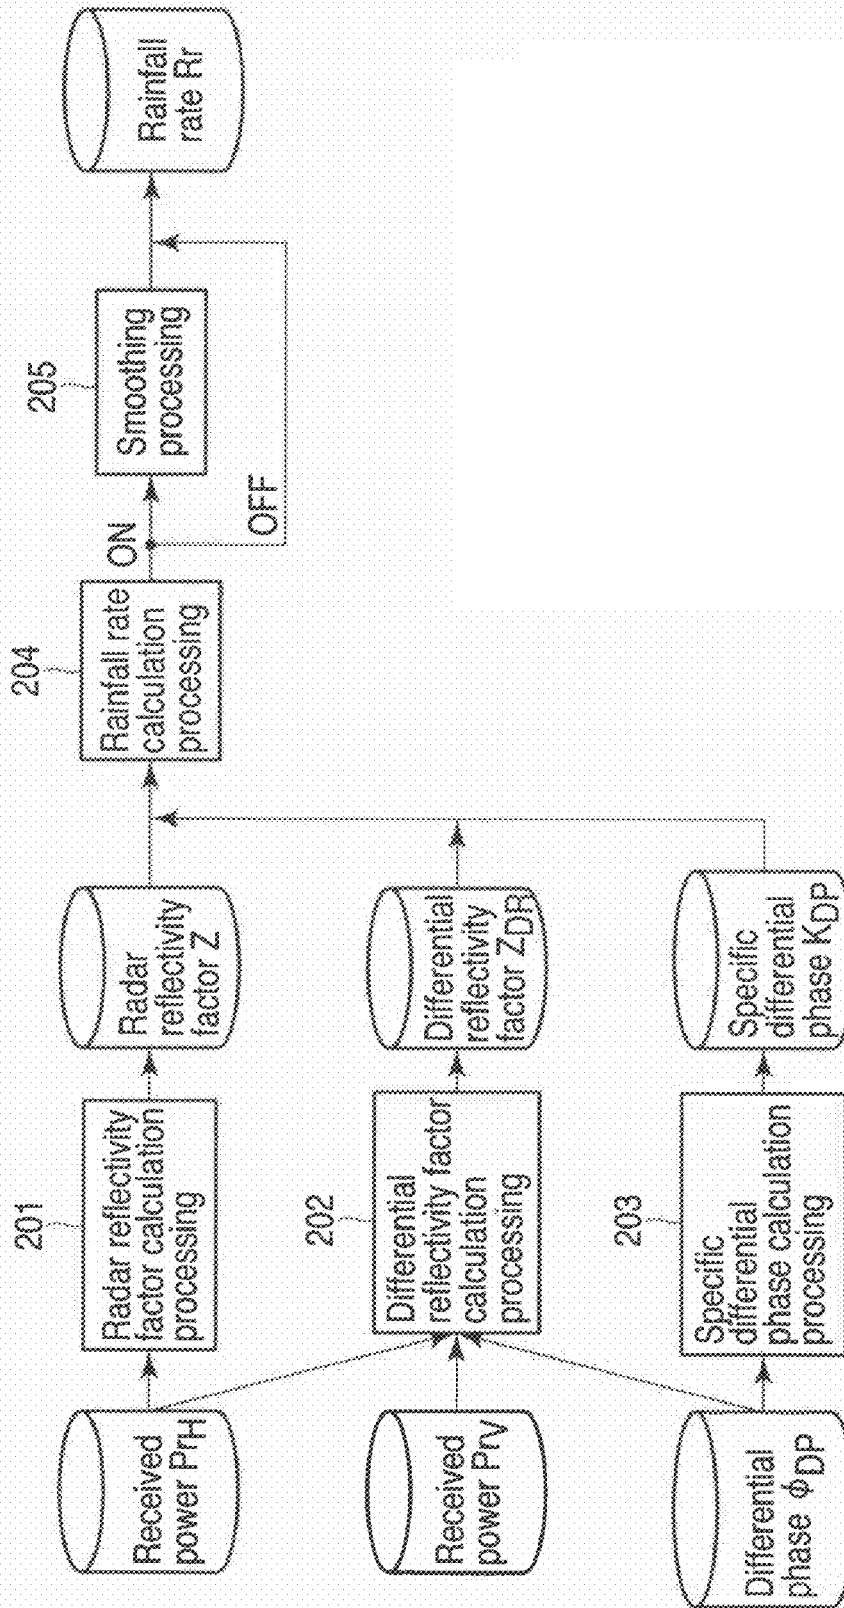 Received
power PrH
201
Radar reflectivity
factor calculation
processing
Radar
reflectivity
factor Z
204
Rainfall rate
calculation
processing
ON
OFF
205
Smoothing
processing
Rainfall
rate Rr
Received
power PrV
202
Differential
reflectivity factor
calculation
processing
Differential
reflectivity
factor ZDR
Differential
phase ϕDP
203
Specific
differential
phase calculation
processing
Specific
differential
phase KDP